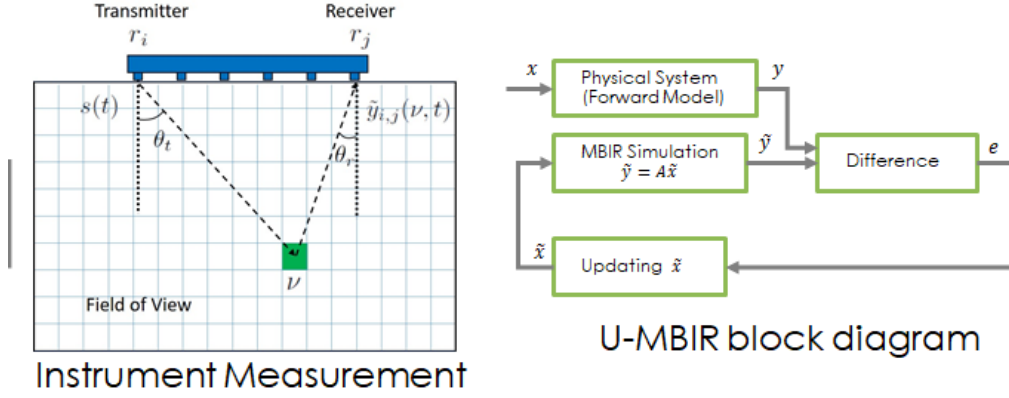 Transmitter
Receiver
r_i
r_j
s(t)
θ_t
ỹ_{i,j}(ν, t)
θ_r
ν
Field of View
Instrument Measurement
x
Physical System
(Forward Model)
y
MBIR Simulation
ỹ = Ax̃
ỹ
Difference
e
x̃
Updating x̃
U-MBIR block diagram